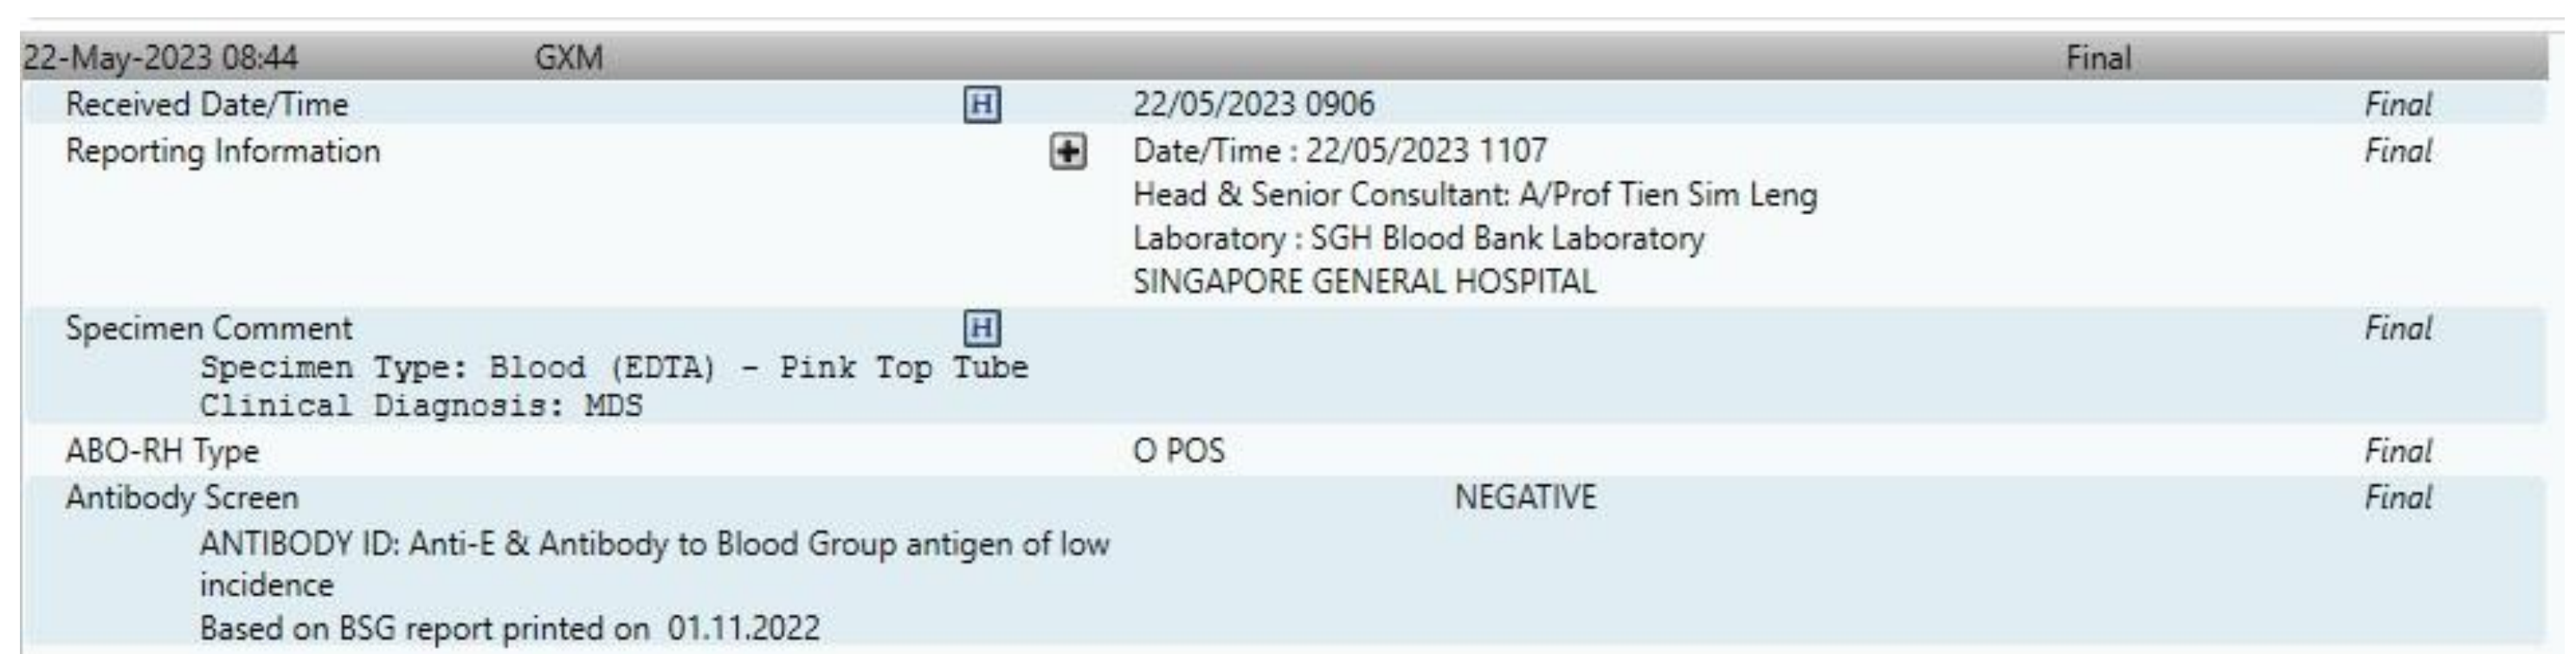 22-May-2023 08:44 GXM Final
Received Date/Time H 22/05/2023 0906 Final
Reporting Information Date/Time : 22/05/2023 1107 Final
Head & Senior Consultant: A/Prof Tien Sim Leng
Laboratory : SGH Blood Bank Laboratory
SINGAPORE GENERAL HOSPITAL
Specimen Comment H Final
Specimen Type: Blood (EDTA) - Pink Top Tube
Clinical Diagnosis: MDS
ABO-RH Type O POS Final
Antibody Screen NEGATIVE Final
ANTIBODY ID: Anti-E & Antibody to Blood Group antigen of low
incidence
Based on BSG report printed on 01.11.2022